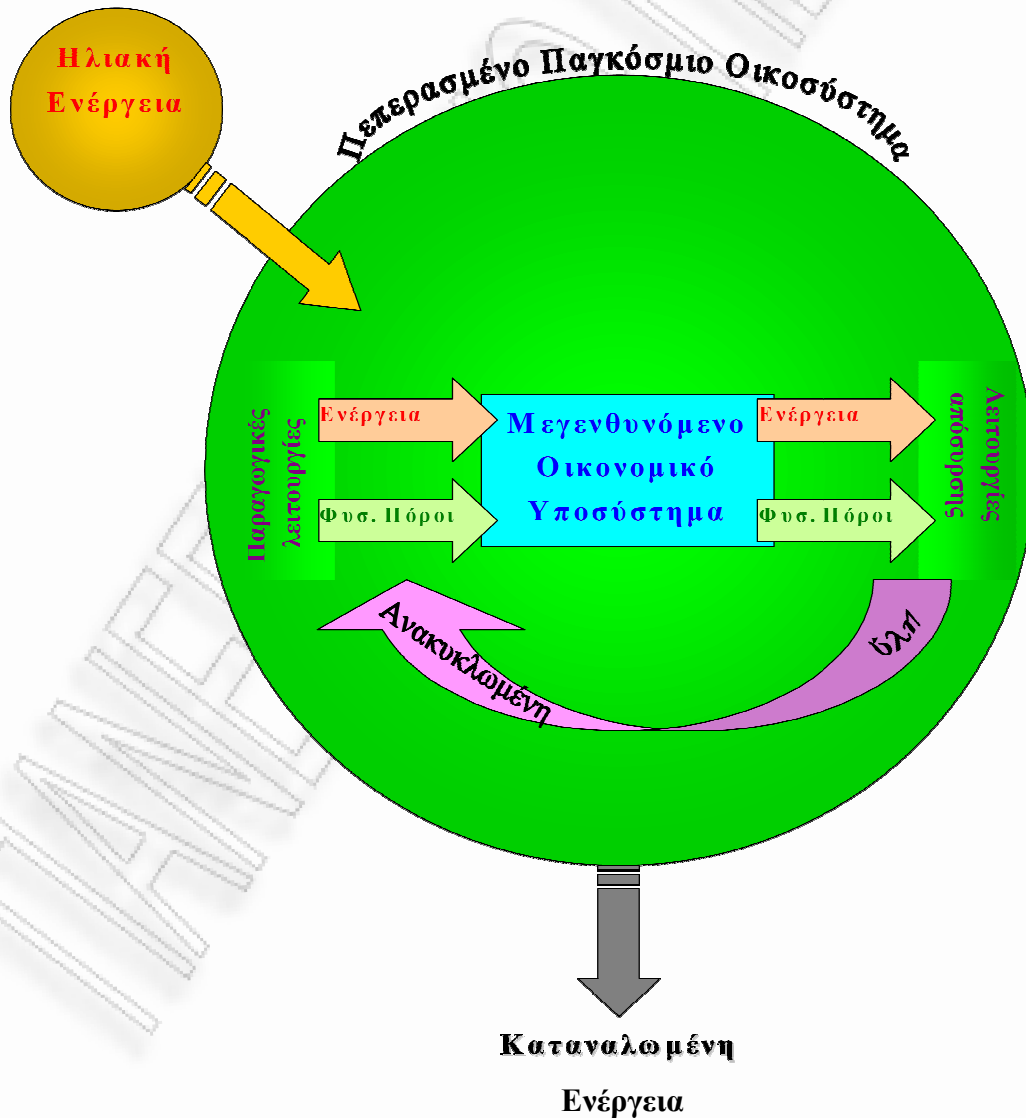 Ηλιακή
Ενέργεια
Πεπερασμένο Παγκόσμιο Οικοσύστημα
Παραγωγικές
λειτουργίες
Ενέργεια
Φυσ. Πόροι
Μεγενθυνόμενο
Οικονομικό
Υποσύστημα
Ενέργεια
Φυσ. Πόροι
Λειτουργίες
απόσυρσης
Ανακυκλωμένη
ύλη
Καταναλωμένη
Ενέργεια